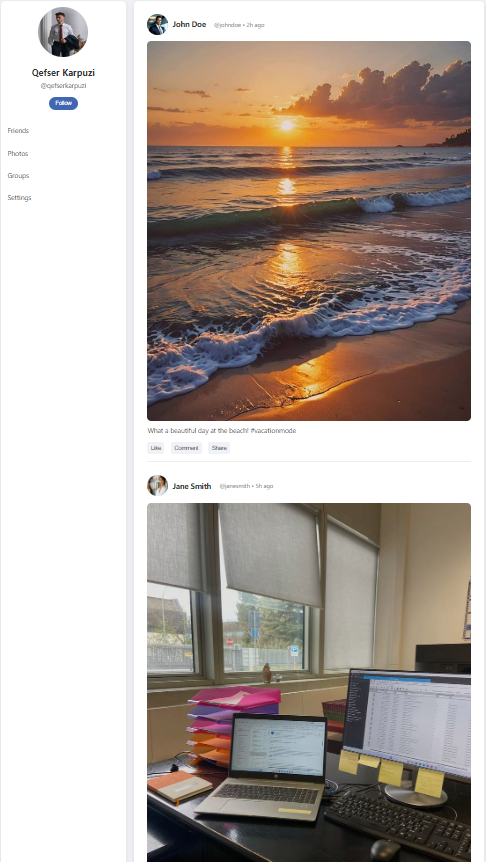 Qefser Karpuzi
@qefserkarpuzi
Follow
Friends
Photos
Groups
Settings
John Doe @johndoe • 2h ago
What a beautiful day at the beach! #vacationmode
Like Comment Share
Jane Smith @janesmith • 5h ago